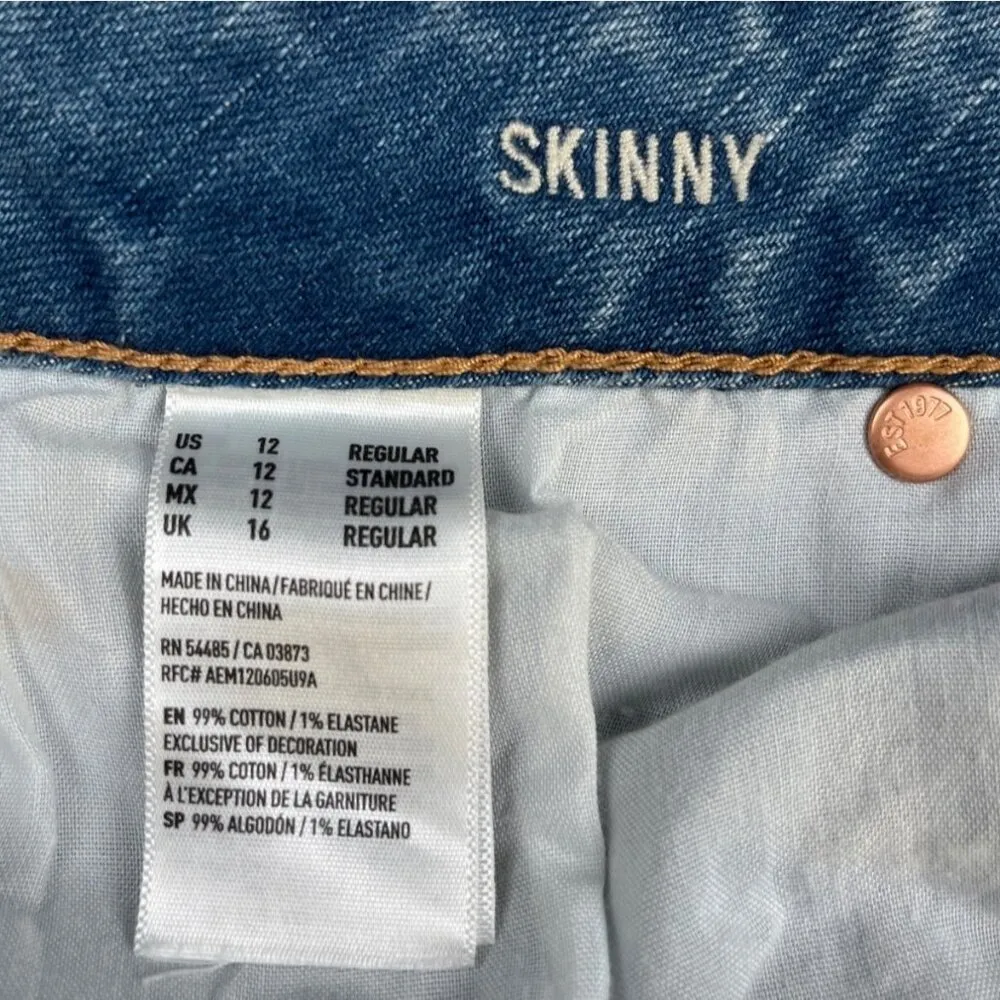 SKINNY
EST 1977
US 12 REGULAR
CA 12 STANDARD
MX 12 REGULAR
UK 16 REGULAR
MADE IN CHINA/FABRIQUÉ EN CHINE/
HECHO EN CHINA
RN 54485 / CA 03873
RFC# AEM120605U9A
EN 99% COTTON / 1% ELASTANE
EXCLUSIVE OF DECORATION
FR 99% COTON / 1% ÉLASTHANNE
À L'EXCEPTION DE LA GARNITURE
SP 99% ALGODÓN / 1% ELASTANO